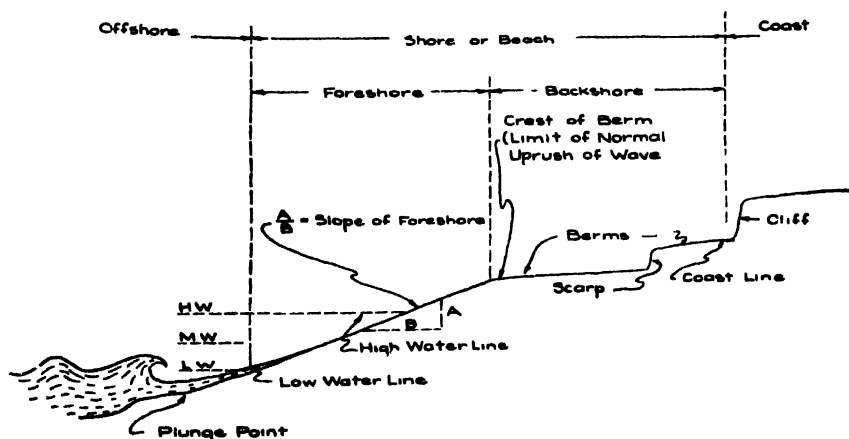 Offshore
Shore or Beach
Coast
Foreshore
Backshore
Crest of Berm
(Limit of Normal
Uprush of Wave
A
B
= Slope of Foreshore
Cliff
Berms
Scarp
Coast Line
HW
A
B
MW
High Water Line
LW
Low Water Line
Plunge Point